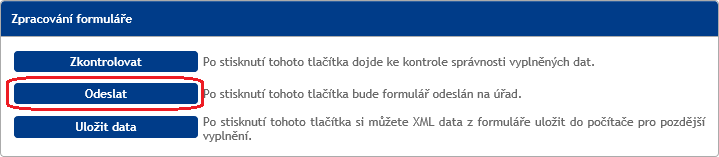 Zpracování formuláře
Zkontrolovat Po stisknutí tohoto tlačítka dojde ke kontrole správnosti vyplněných dat.
Odeslat Po stisknutí tohoto tlačítka bude formulář odeslán na úřad.
Uložit data Po stisknutí tohoto tlačítka si můžete XML data z formuláře uložit do počítače pro pozdější
vyplnění.